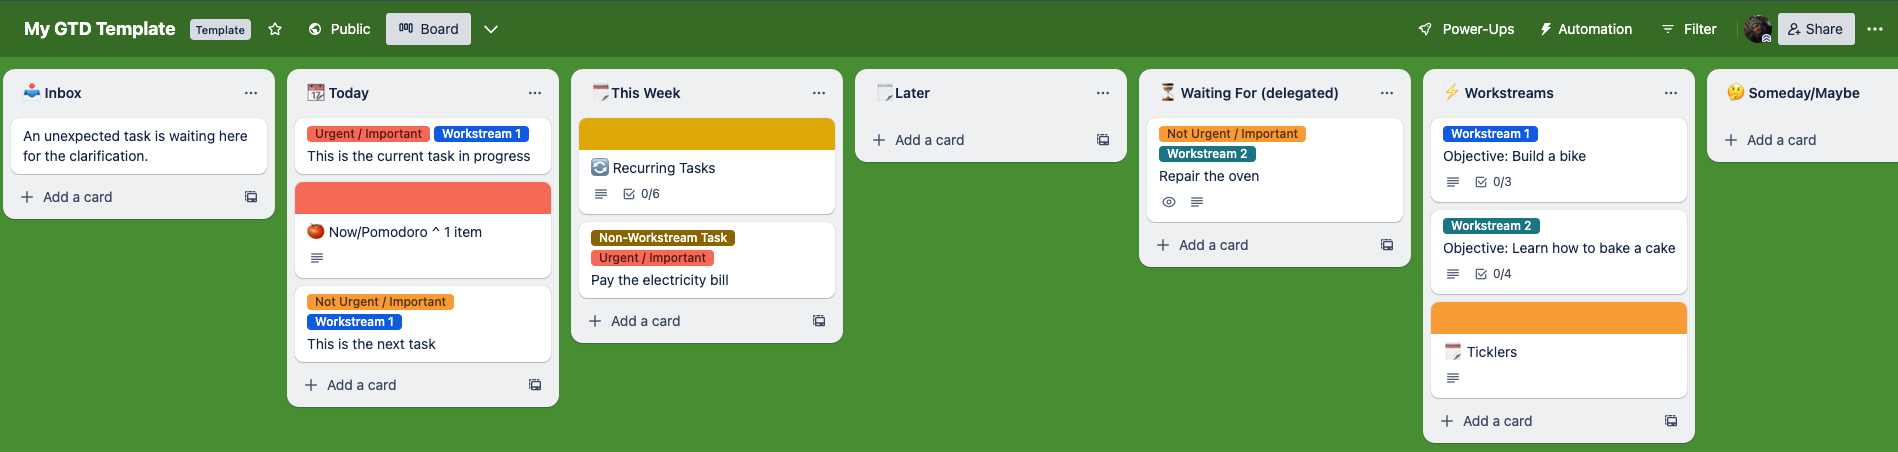 My GTD Template
Template
Public
Board
Power-Ups
Automation
Filter
Share
Inbox
An unexpected task is waiting here
for the clarification.
Add a card
Today
Urgent / Important Workstream 1
This is the current task in progress
Now/Pomodoro ^ 1 item
Not Urgent / Important
Workstream 1
This is the next task
Add a card
This Week
Recurring Tasks
0/6
Non-Workstream Task
Urgent / Important
Pay the electricity bill
Add a card
Later
Add a card
Waiting For (delegated)
Not Urgent / Important
Workstream 2
Repair the oven
Add a card
Workstreams
Workstream 1
Objective: Build a bike
0/3
Workstream 2
Objective: Learn how to bake a cake
0/4
Ticklers
Add a card
Someday/Maybe
Add a card